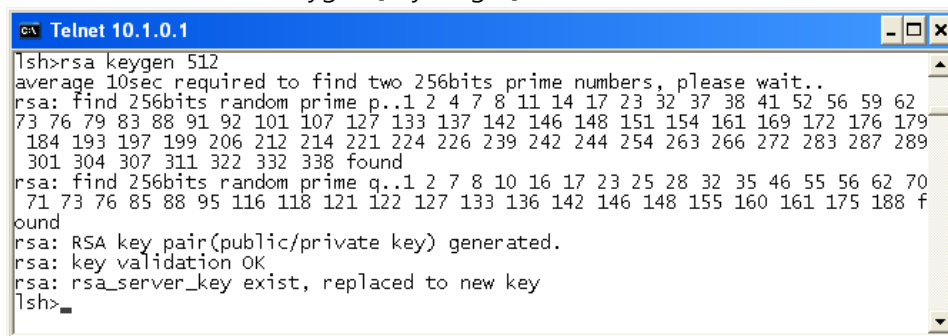 Telnet 10.1.0.1
lsh>rsa keygen 512
average 10sec required to find two 256bits prime numbers, please wait..
rsa: find 256bits random prime p..1 2 4 7 8 11 14 17 23 32 37 38 41 52 56 59 62
73 76 79 83 88 91 92 101 107 127 133 137 142 146 148 151 154 161 169 172 176 179
184 193 197 199 206 212 214 221 224 226 239 242 244 254 263 266 272 283 287 289
301 304 307 311 322 332 338 found
rsa: find 256bits random prime q..1 2 7 8 10 16 17 23 25 28 32 35 46 55 56 62 70
71 73 76 85 88 95 116 118 121 122 127 133 136 142 146 148 155 160 161 175 188 f
ound
rsa: RSA key pair(public/private key) generated.
rsa: key validation OK
rsa: rsa_server_key exist, replaced to new key
lsh>_